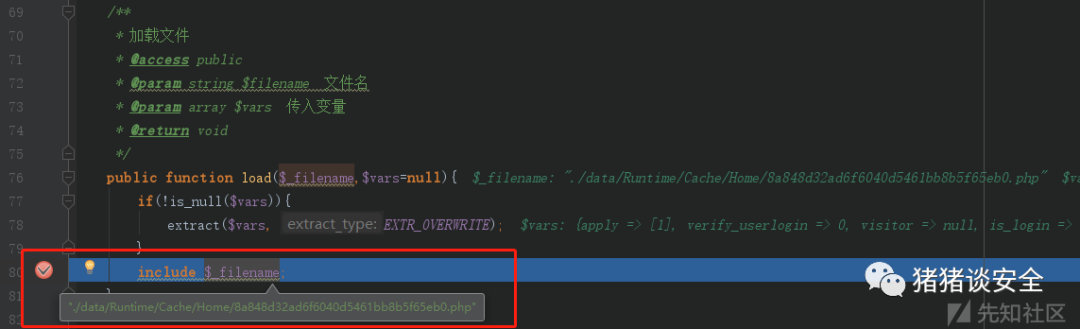 69 /**
70 * 加载文件
71 * @access public
72 * @param string $filename 文件名
73 * @param array $vars 传入变量
74 * @return void
75 */
76 public function load($_filename,$vars=null){ $_filename: "./data/Runtime/Cache/Home/8a848d32ad6f6040d5461bb8b5f65eb0.php" $va
77 if(!is_null($vars)){
78 extract($vars, extract_type: EXTR_OVERWRITE); $vars: {apply => [1], verify_userlogin => 0, visitor => null, is_login =>
79 }
80 include $_filename;
81 }
"./data/Runtime/Cache/Home/8a848d32ad6f6040d5461bb8b5f65eb0.php"
82
猪猪谈安全
先知社区